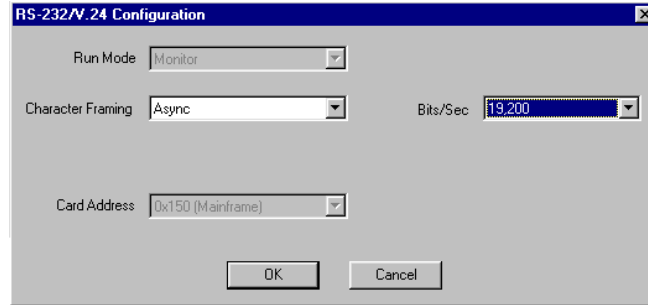 RS-232/V.24 Configuration
Run Mode Monitor
Character Framing Async Bits/Sec 19,200
Card Address 0x150 (Mainframe)
OK Cancel